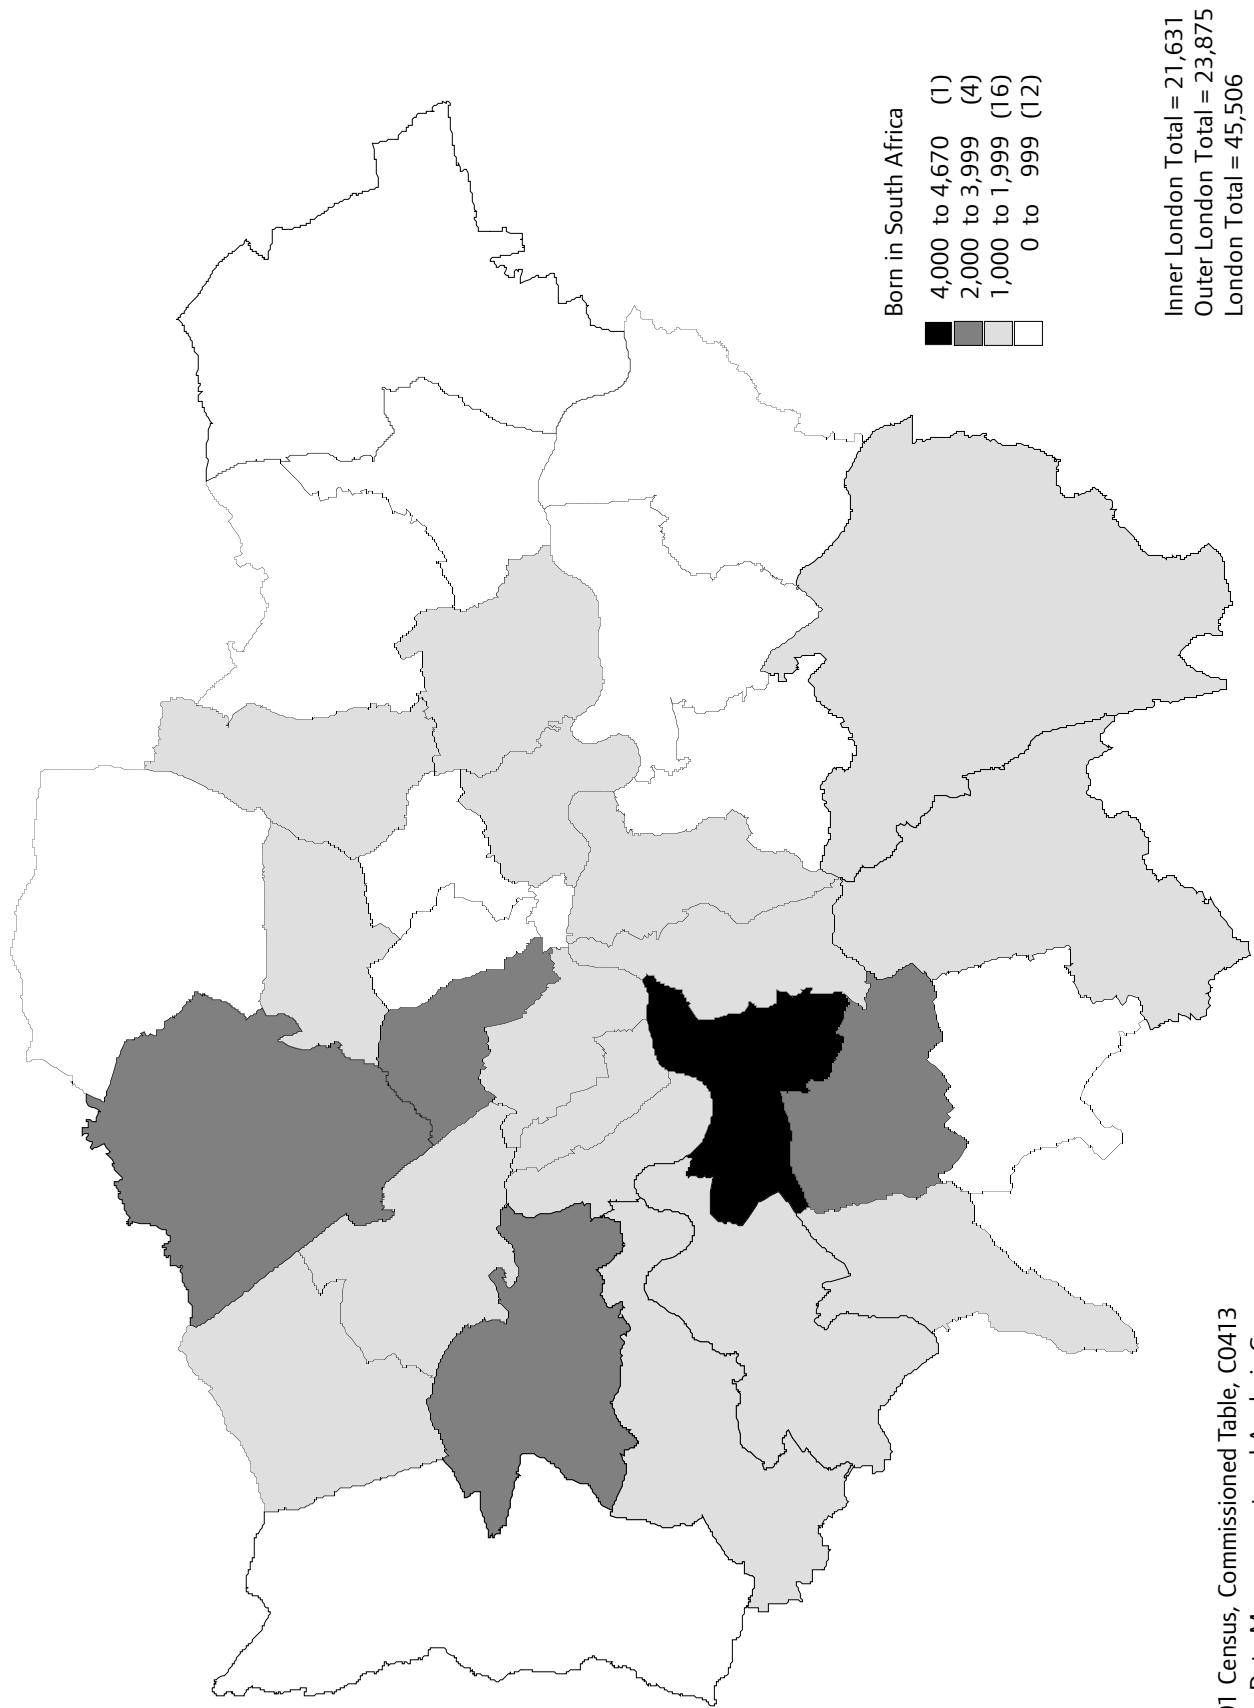 Born in South Africa
4,000 to 4,670 (1)
2,000 to 3,999 (4)
1,000 to 1,999 (16)
0 to 999 (12)
Inner London Total = 21,631
Outer London Total = 23,875
London Total = 45,506
Census, Commissioned Table, C0413